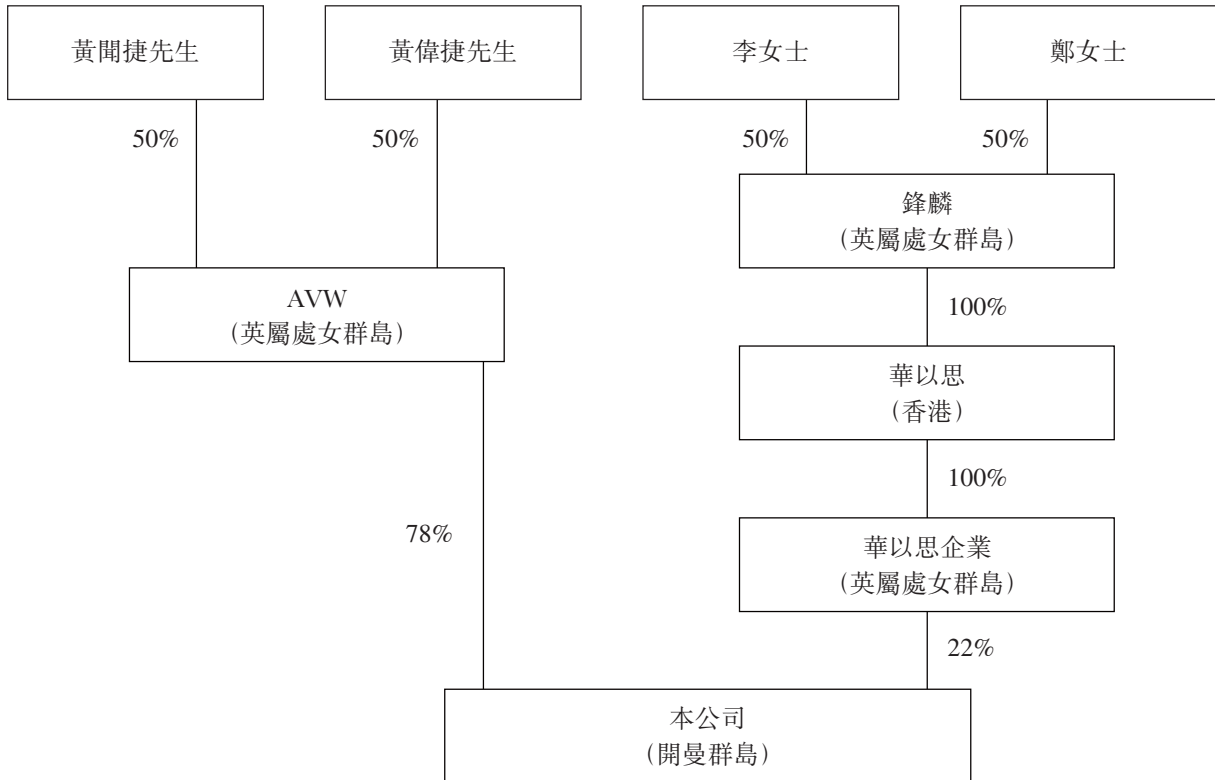 黃聞捷先生
黃偉捷先生
李女士
鄭女士
50%
50%
50%
50%
鋒麟
（英屬處女群島）
100%
AVW
（英屬處女群島）
華以思
（香港）
100%
78%
華以思企業
（英屬處女群島）
22%
本公司
（開曼群島）